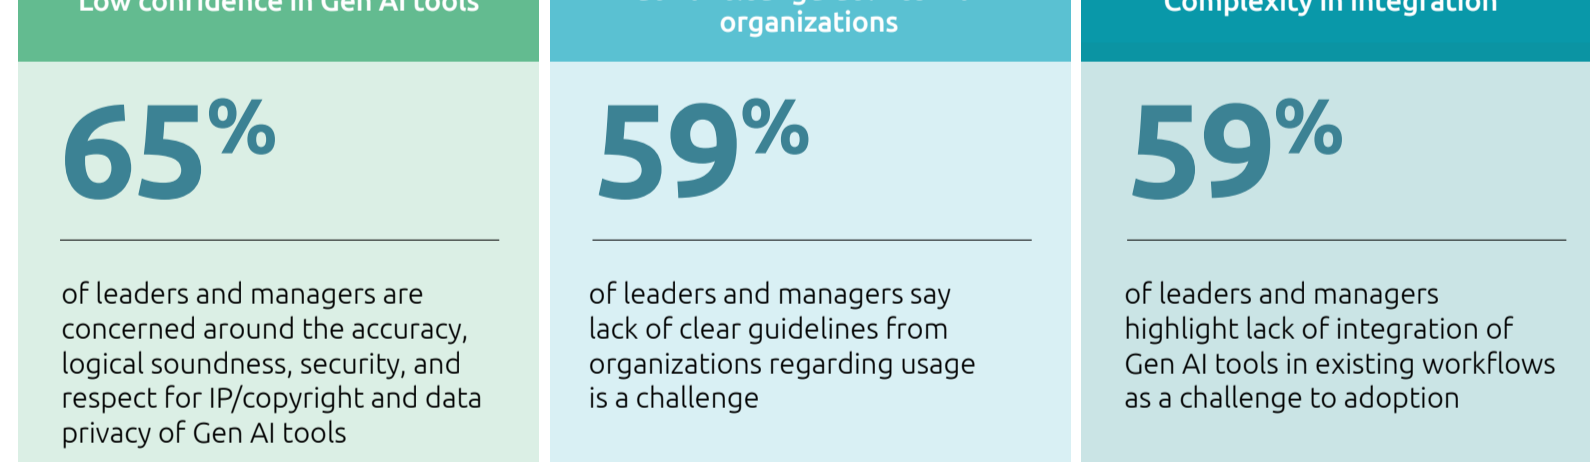 Low confidence in Gen AI tools
65%
of leaders and managers are
concerned around the accuracy,
logical soundness, security, and
respect for IP/copyright and data
privacy of Gen AI tools
organizations
59%
of leaders and managers say
lack of clear guidelines from
organizations regarding usage
is a challenge
Complexity in integration
59%
of leaders and managers
highlight lack of integration of
Gen AI tools in existing workflows
as a challenge to adoption